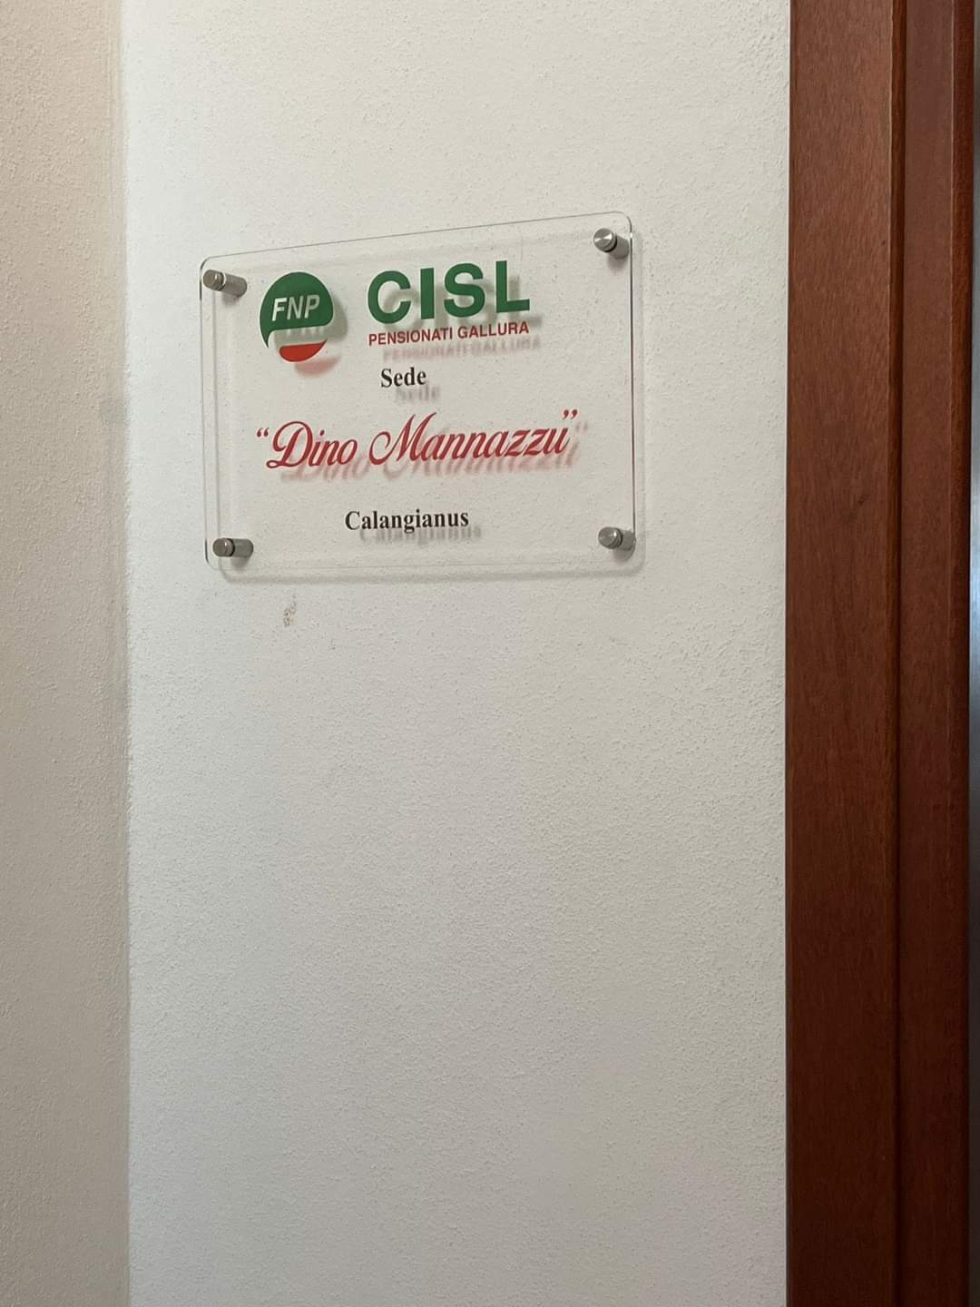 FNP
CISL
PENSIONATI GALLURA
Sede
“Dino Mannazzu”
Calangianus